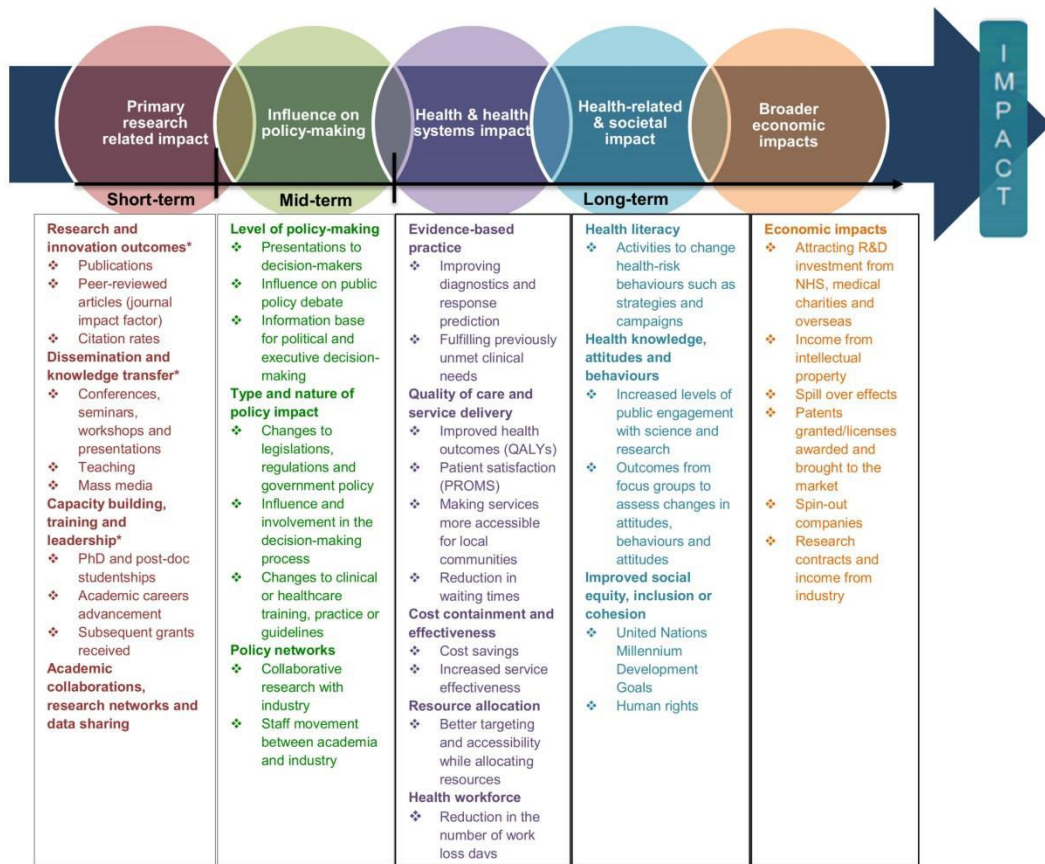 Primary
research
related impact
Influence on
policy-making
Health & health
systems impact
Health-related
& societal
impact
Broader
economic
impacts
IMPACT
Short-term
Mid-term
Long-term
Research and
innovation outcomes*
❖ Publications
❖ Peer-reviewed
articles (journal
impact factor)
❖ Citation rates
Dissemination and
knowledge transfer*
❖ Conferences,
seminars,
workshops and
presentations
❖ Teaching
❖ Mass media
Capacity building,
training and
leadership*
❖ PhD and post-doc
studentships
❖ Academic careers
advancement
❖ Subsequent grants
received
Academic
collaborations,
research networks and
data sharing
Level of policy-making
❖ Presentations to
decision-makers
❖ Influence on public
policy debate
❖ Information base
for political and
executive decision-
making
Type and nature of
policy impact
❖ Changes to
legislations,
regulations and
government policy
❖ Influence and
involvement in the
decision-making
process
❖ Changes to clinical
or healthcare
training, practice or
guidelines
Policy networks
❖ Collaborative
research with
industry
❖ Staff movement
between academia
and industry
Evidence-based
practice
❖ Improving
diagnostics and
response
prediction
❖ Fulfilling previously
unmet clinical
needs
Quality of care and
service delivery
❖ Improved health
outcomes (QALYs)
❖ Patient satisfaction
(PROMS)
❖ Making services
more accessible
for local
communities
❖ Reduction in
waiting times
Cost containment and
effectiveness
❖ Cost savings
❖ Increased service
effectiveness
Resource allocation
❖ Better targeting
and accessibility
while allocating
resources
Health workforce
❖ Reduction in the
number of work
loss days
Health literacy
❖ Activities to change
health-risk
behaviours such as
strategies and
campaigns
Health knowledge,
attitudes and
behaviours
❖ Increased levels of
public engagement
with science and
research
❖ Outcomes from
focus groups to
assess changes in
attitudes,
behaviours and
attitudes
Improved social
equity, inclusion or
cohesion
❖ United Nations
Millennium
Development
Goals
❖ Human rights
Economic impacts
❖ Attracting R&D
investment from
NHS, medical
charities and
overseas
❖ Income from
intellectual
property
❖ Spill over effects
❖ Patents
granted/licenses
awarded and
brought to the
market
❖ Spin-out
companies
❖ Research
contracts and
income from
industry